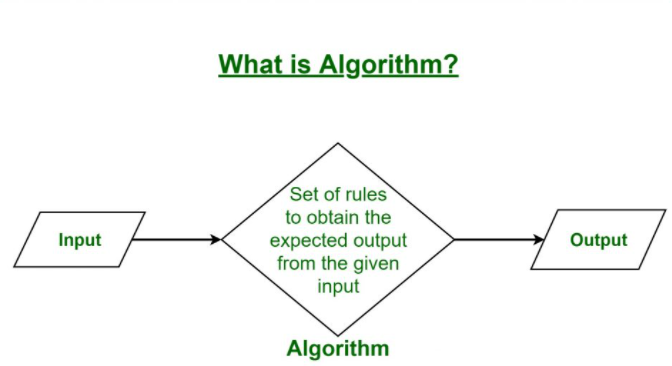 What is Algorithm?
Set of rules
to obtain the
Input
expected output
Output
from the given
input
Algorithm